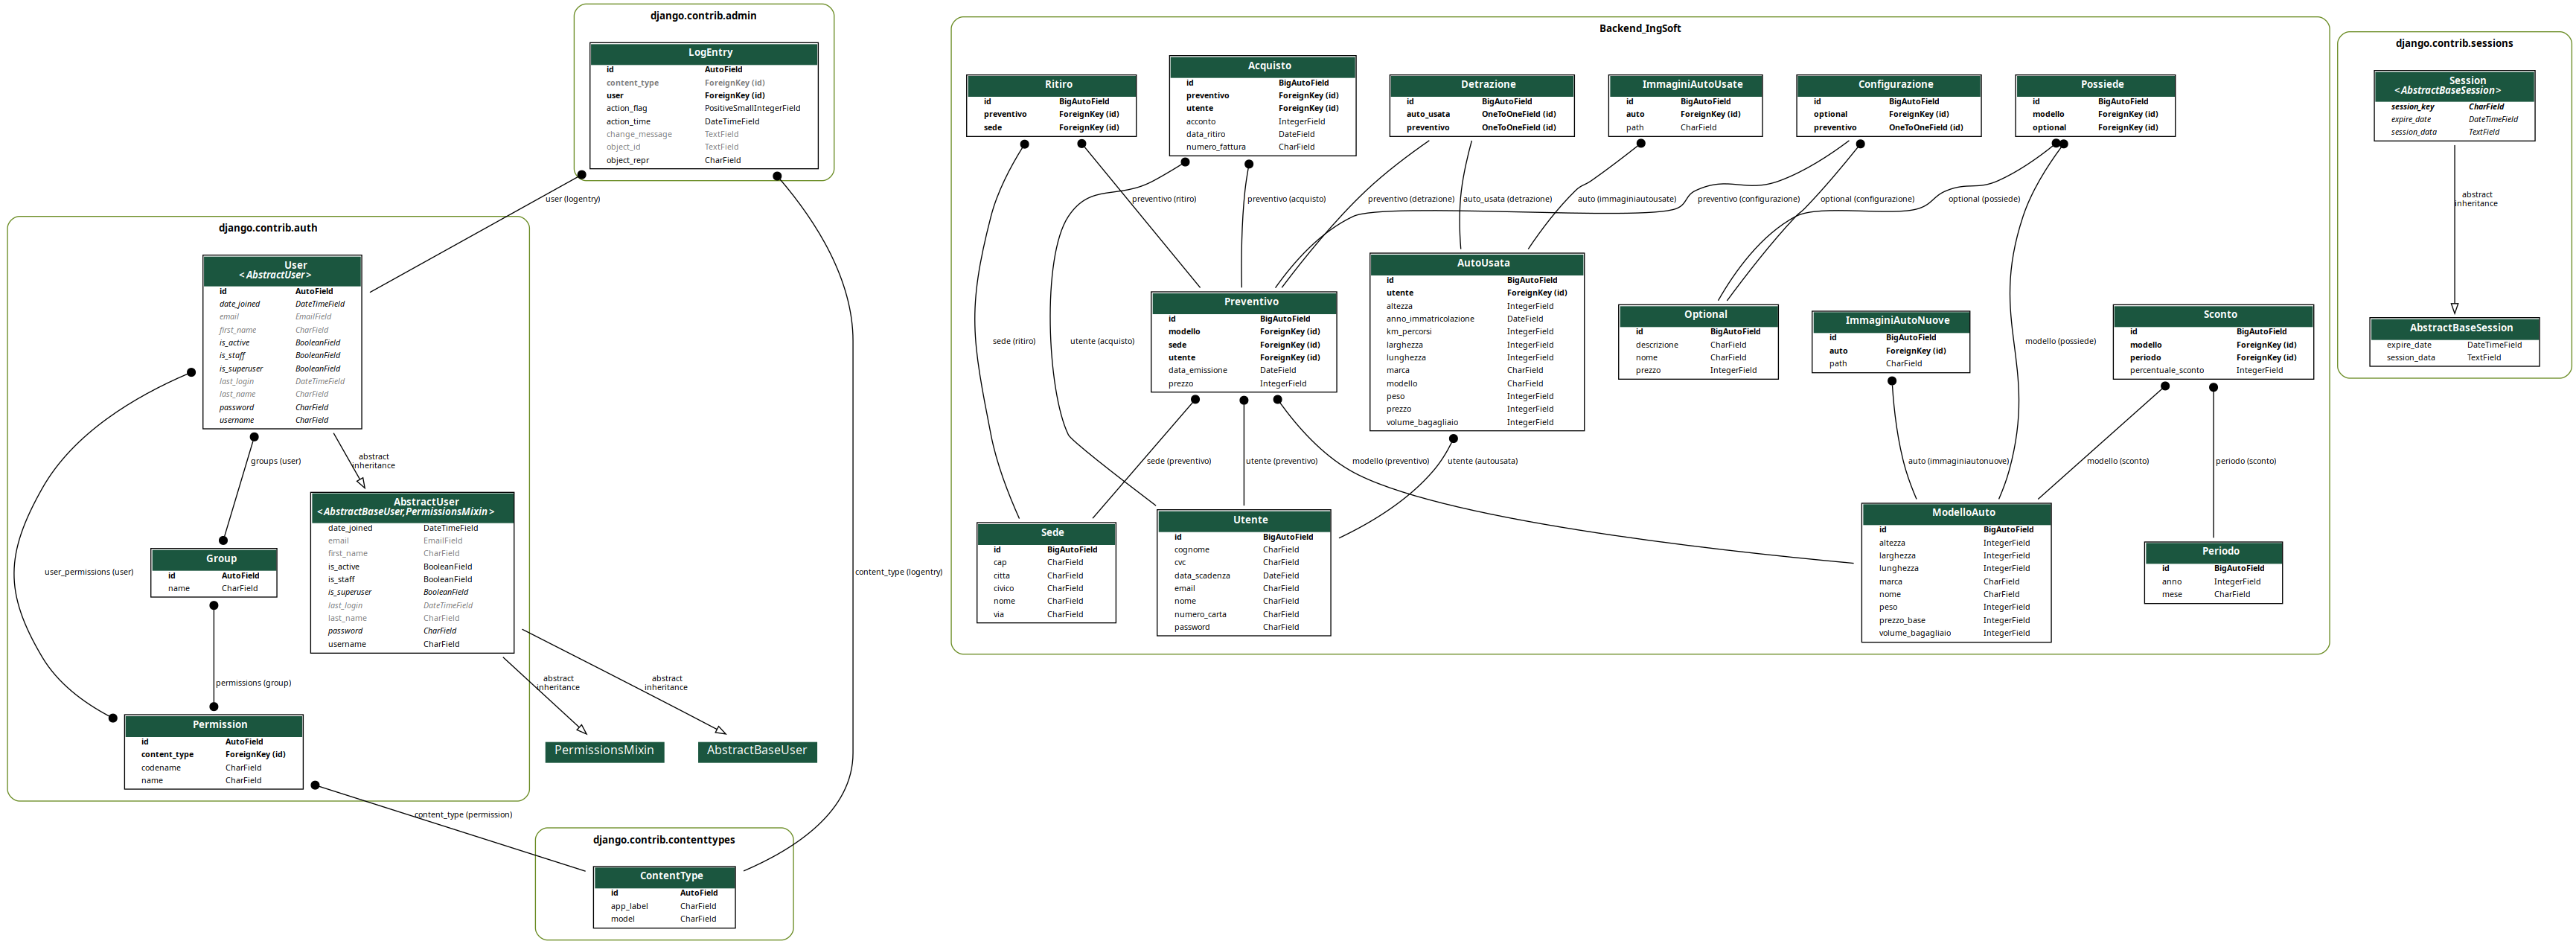 django.contrib.admin
LogEntry
id AutoField
content_type ForeignKey (id)
user ForeignKey (id)
action_flag PositiveSmallIntegerField
action_time DateTimeField
change_message TextField
object_id TextField
object_repr CharField
user (logentry)
content_type (logentry)
django.contrib.auth
User
<AbstractUser>
id AutoField
date_joined DateTimeField
email EmailField
first_name CharField
is_active BooleanField
is_staff BooleanField
is_superuser BooleanField
last_login DateTimeField
last_name CharField
password CharField
username CharField
groups (user)
abstract
inheritance
user_permissions (user)
AbstractUser
<AbstractBaseUser,PermissionsMixin>
date_joined DateTimeField
email EmailField
first_name CharField
is_active BooleanField
is_staff BooleanField
is_superuser BooleanField
last_login DateTimeField
last_name CharField
password CharField
username CharField
Group
id AutoField
name CharField
permissions (group)
abstract
inheritance
abstract
inheritance
Permission
id AutoField
content_type ForeignKey (id)
codename CharField
name CharField
PermissionsMixin
AbstractBaseUser
content_type (permission)
django.contrib.contenttypes
ContentType
id AutoField
app_label CharField
model CharField
Backend_IngSoft
Ritiro
id BigAutoField
preventivo ForeignKey (id)
sede ForeignKey (id)
Acquisto
id BigAutoField
preventivo ForeignKey (id)
utente ForeignKey (id)
acconto IntegerField
data_ritiro DateField
numero_fattura CharField
Detrazione
id BigAutoField
auto_usata OneToOneField (id)
preventivo OneToOneField (id)
ImmaginiAutoUsate
id BigAutoField
auto ForeignKey (id)
path CharField
Configurazione
id BigAutoField
optional ForeignKey (id)
preventivo OneToOneField (id)
Possiede
id BigAutoField
modello ForeignKey (id)
optional ForeignKey (id)
preventivo (ritiro)
preventivo (acquisto)
preventivo (detrazione)
auto_usata (detrazione)
auto (immaginiautousate)
preventivo (configurazione)
optional (configurazione)
optional (possiede)
sede (ritiro)
utente (acquisto)
modello (possiede)
Preventivo
id BigAutoField
modello ForeignKey (id)
sede ForeignKey (id)
utente ForeignKey (id)
data_emissione DateField
prezzo IntegerField
AutoUsata
id BigAutoField
utente ForeignKey (id)
altezza IntegerField
anno_immatricolazione DateField
km_percorsi IntegerField
larghezza IntegerField
lunghezza IntegerField
marca CharField
modello CharField
peso IntegerField
prezzo IntegerField
volume_bagagliaio IntegerField
Optional
id BigAutoField
descrizione CharField
nome CharField
prezzo IntegerField
ImmaginiAutoNuove
id BigAutoField
auto ForeignKey (id)
path CharField
Sconto
id BigAutoField
modello ForeignKey (id)
periodo ForeignKey (id)
percentuale_sconto IntegerField
sede (preventivo)
utente (preventivo)
modello (preventivo)
utente (autousata)
auto (immaginiautonuove)
modello (sconto)
periodo (sconto)
Sede
id BigAutoField
cap CharField
citta CharField
civico CharField
nome CharField
via CharField
Utente
id BigAutoField
cognome CharField
cvc CharField
data_scadenza DateField
email CharField
nome CharField
numero_carta CharField
password CharField
ModelloAuto
id BigAutoField
altezza IntegerField
larghezza IntegerField
lunghezza IntegerField
marca CharField
nome CharField
peso IntegerField
prezzo_base IntegerField
volume_bagagliaio IntegerField
Periodo
id BigAutoField
anno IntegerField
mese CharField
django.contrib.sessions
Session
<AbstractBaseSession>
session_key CharField
expire_date DateTimeField
session_data TextField
abstract
inheritance
AbstractBaseSession
expire_date DateTimeField
session_data TextField